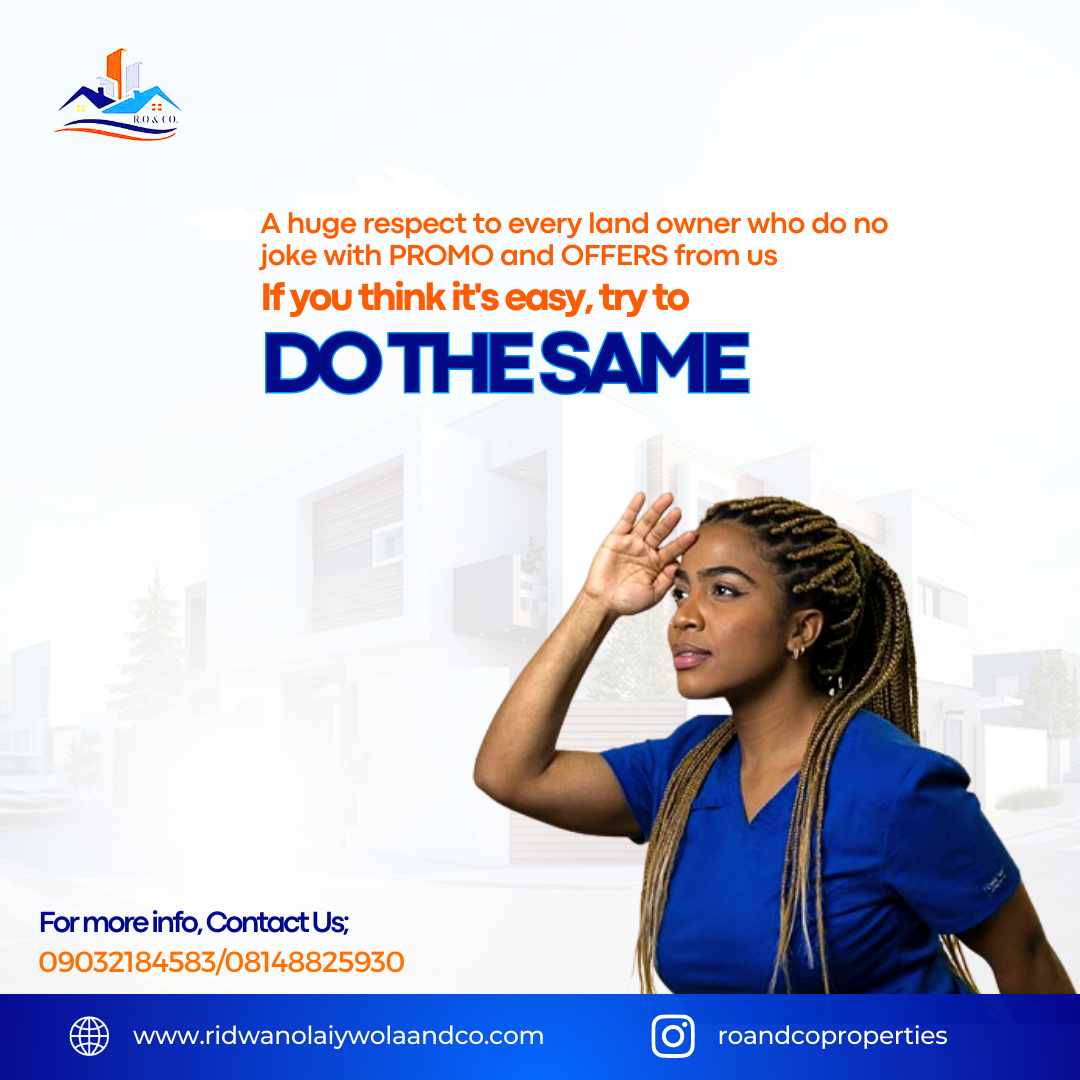 R.O & CO.
A huge respect to every land owner who do no
joke with PROMO and OFFERS from us
If you think it's easy, try to
DO THE SAME
For more info, Contact Us;
09032184583/08148825930
www.ridwanolaiywolaandco.com
roandcoproperties